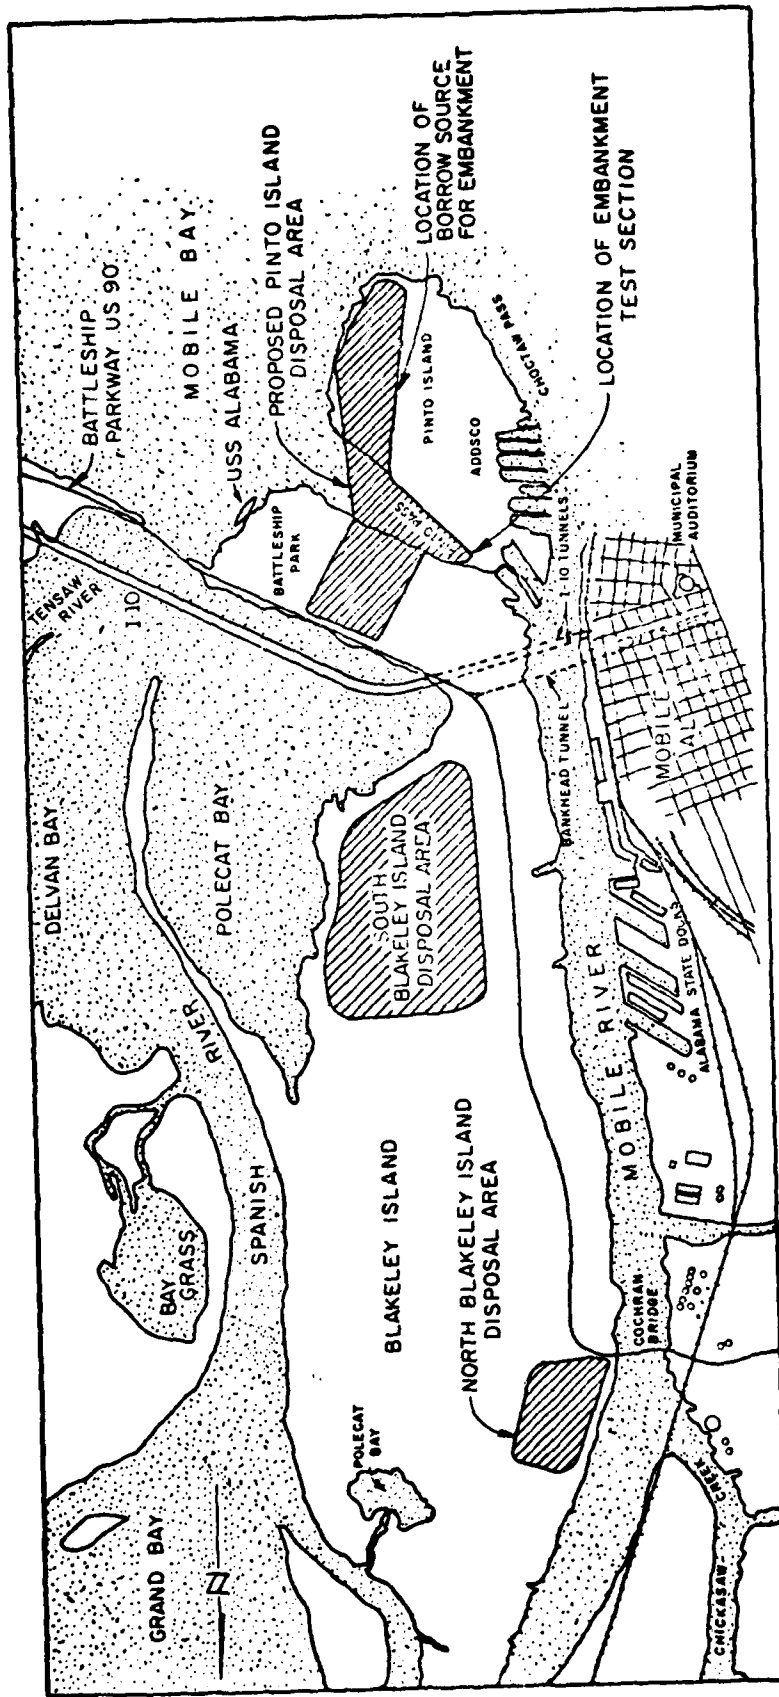 BATTLESHIP
PARKWAY US 90
MOBILE BAY
USS ALABAMA
PROPOSED PINTO ISLAND
DISPOSAL AREA
LOCATION OF
BORROW SOURCE
FOR EMBANKMENT
LOCATION OF EMBANKMENT
TEST SECTION
TENSAW
RIVER
I 10
BATTLESHIP
PARK
PINTO ISLAND
ADDSCO
CHOCTAW PASS
I-10 TUNNELS
MUNICIPAL
AUDITORIUM
BANKHEAD TUNNEL
MOBILE
AL
DELVAN BAY
POLECAT BAY
SOUTH
BLAKELEY ISLAND
DISPOSAL AREA
SPANISH RIVER
MOBILE RIVER
ALABAMA STATE DOCKS
BAY
GRASS
BLAKELEY ISLAND
NORTH BLAKELEY ISLAND
DISPOSAL AREA
COCHRAN
BRIDGE
POLECAT
BAY
GRAND BAY
N
CHICKASAW CREEK